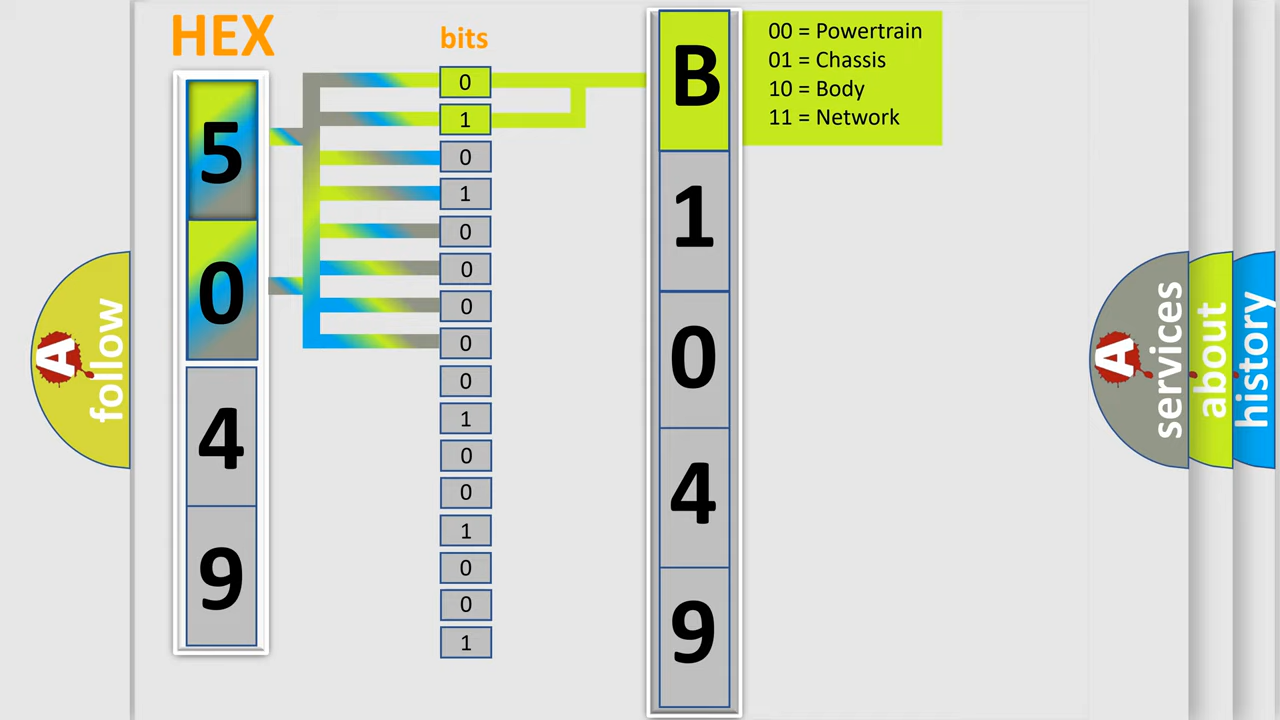 HEX
bits
5
0
4
9
0
1
0
1
0
0
0
0
0
1
0
0
1
0
0
1
B
1
0
4
9
00 = Powertrain
01 = Chassis
10 = Body
11 = Network
A
follow
A
services
about
history